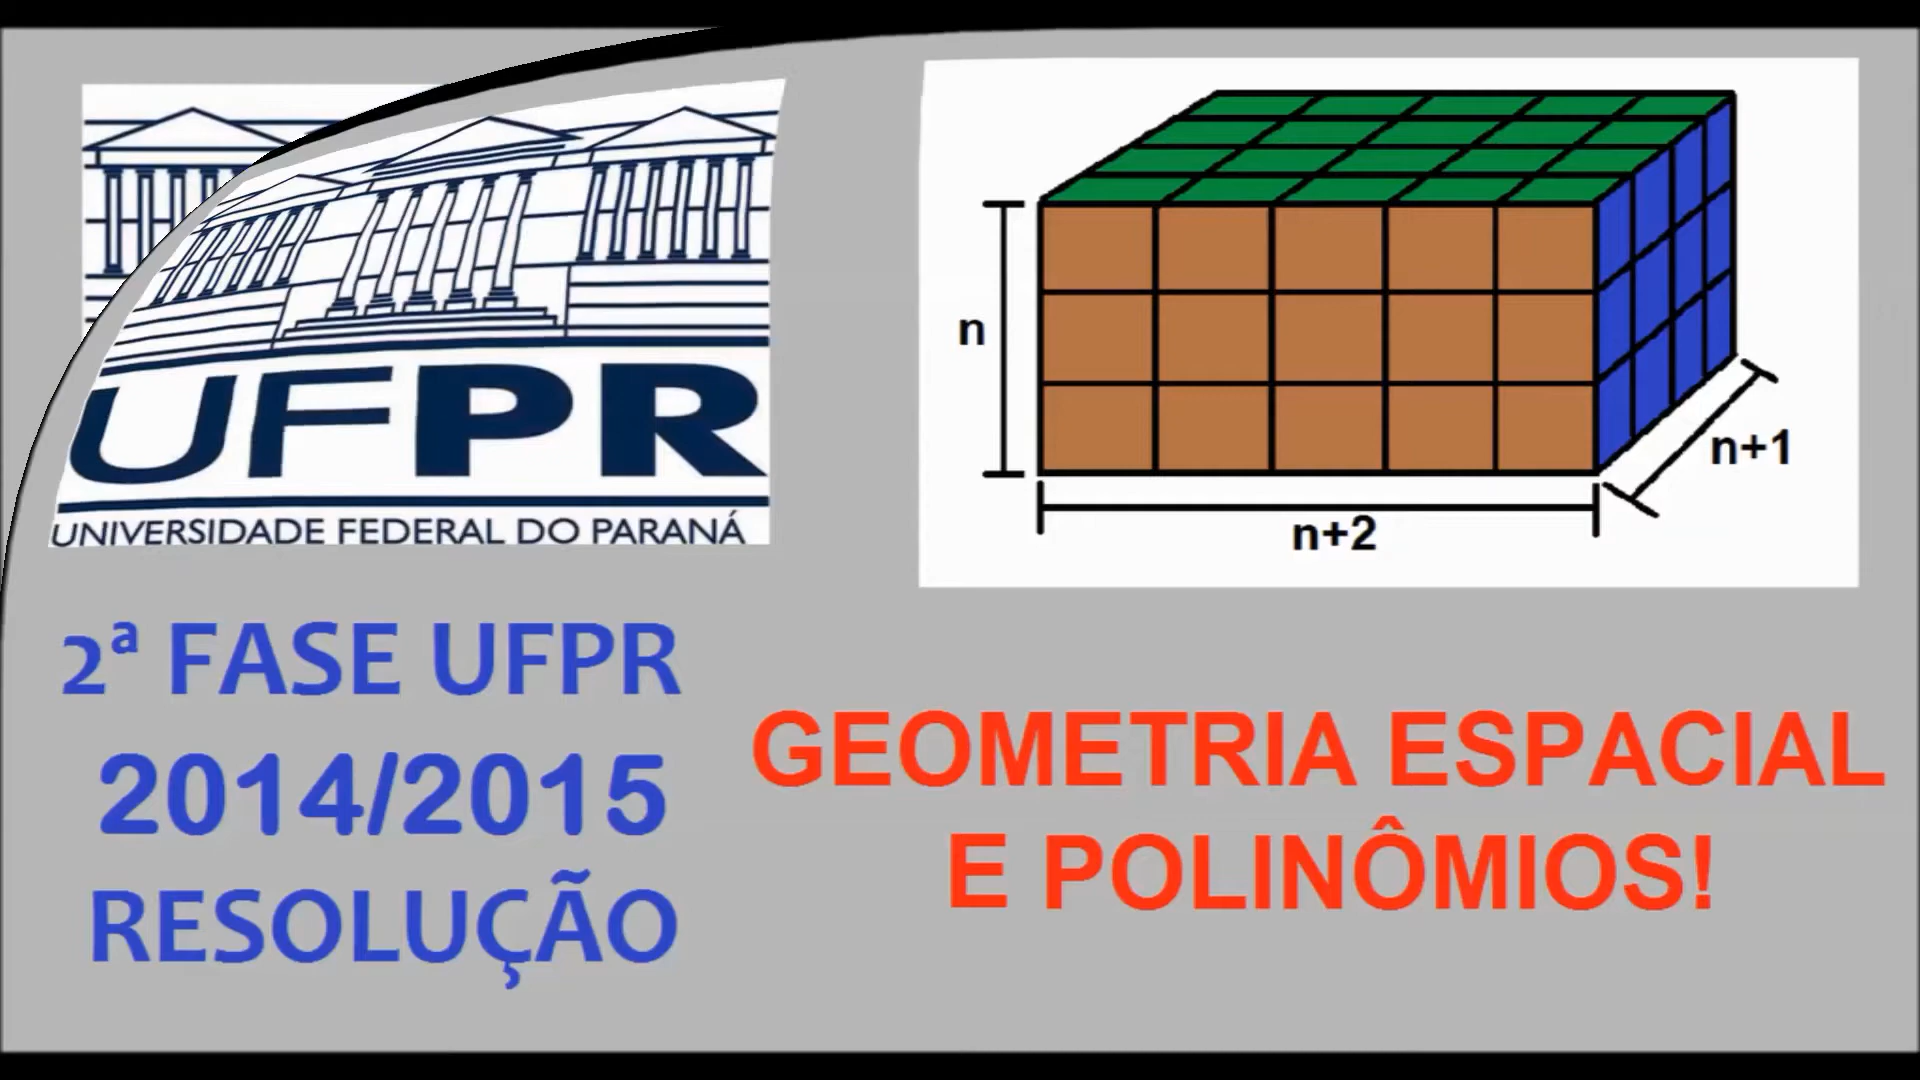 UFPR
UNIVERSIDADE FEDERAL DO PARANÁ
n
n+1
n+2
2ª FASE UFPR
2014/2015
RESOLUÇÃO
GEOMETRIA ESPACIAL
E POLINÔMIOS!